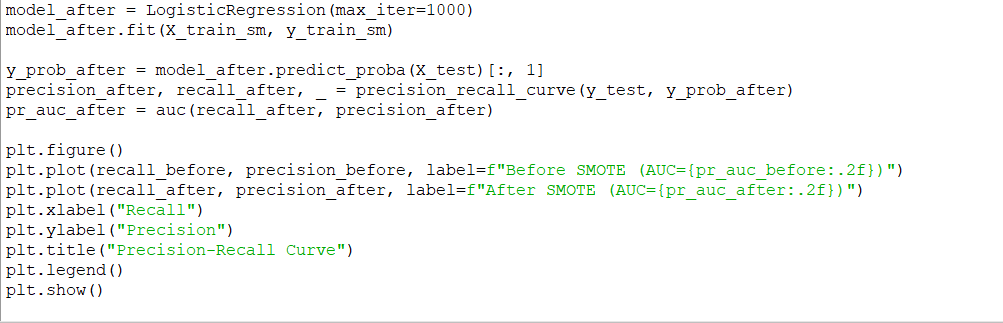 model_after = LogisticRegression(max_iter=1000)
model_after.fit(X_train_sm, y_train_sm)
y_prob_after = model_after.predict_proba(X_test)[:, 1]
precision_after, recall_after, _ = precision_recall_curve(y_test, y_prob_after)
pr_auc_after = auc(recall_after, precision_after)
plt.figure()
plt.plot(recall_before, precision_before, label=f"Before SMOTE (AUC={pr_auc_before:.2f})")
plt.plot(recall_after, precision_after, label=f"After SMOTE (AUC={pr_auc_after:.2f})")
plt.xlabel("Recall")
plt.ylabel("Precision")
plt.title("Precision-Recall Curve")
plt.legend()
plt.show()